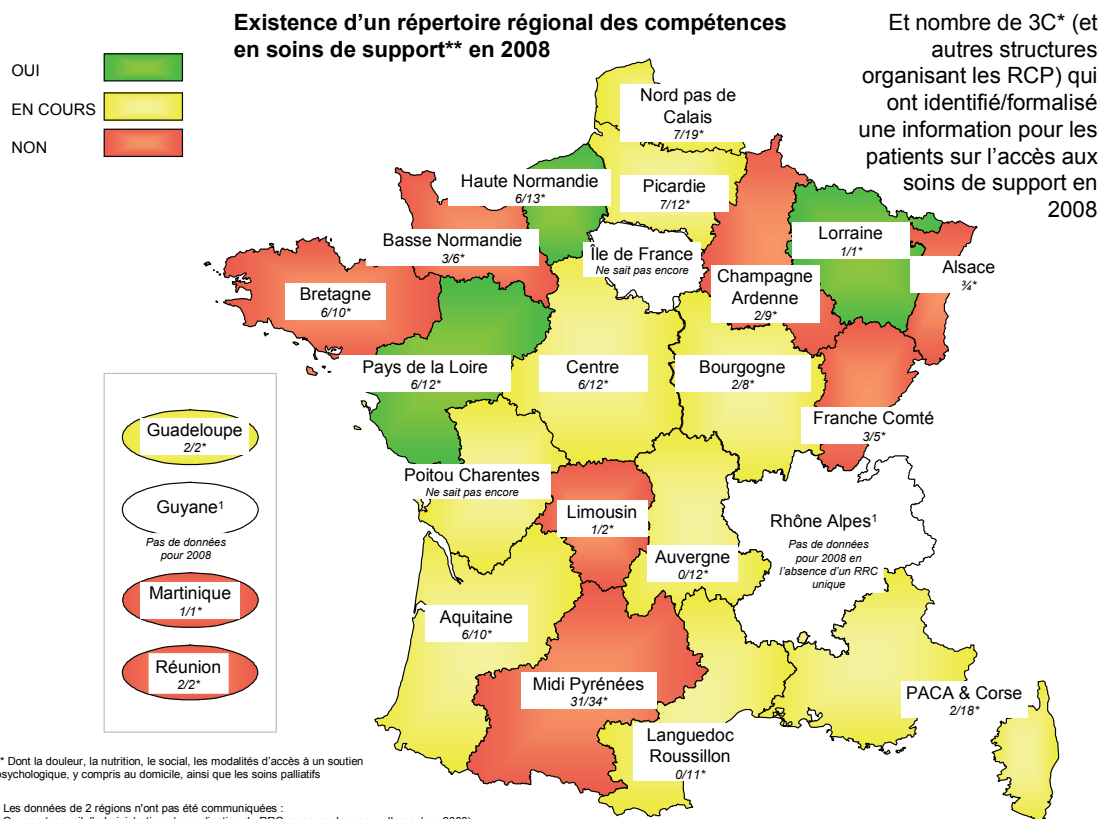 Existence d'un répertoire régional des compétences
en soins de support** en 2008
Et nombre de 3C* (et
autres structures
organisant les RCP) qui
ont identifié/formalisé
une information pour les
patients sur l'accès aux
soins de support en
2008
OUI
EN COURS
NON
Nord pas de
Calais
7/19*
Haute Normandie
6/13*
Picardie
7/12*
Basse Normandie
3/6*
Île de France
Ne sait pas encore
Champagne
Ardenne
2/9*
Lorraine
1/1*
Alsace
¾*
Bretagne
6/10*
Pays de la Loire
6/12*
Centre
6/12*
Bourgogne
2/8*
Franche Comté
3/5*
Poitou Charentes
Ne sait pas encore
Limousin
1/2*
Auvergne
0/12*
Rhône Alpes¹
Pas de données
pour 2008 en
l'absence d'un RRC
unique
Aquitaine
6/10*
Midi Pyrénées
31/34*
Languedoc
Roussillon
0/11*
PACA & Corse
2/18*
Guadeloupe
2/2*
Guyane¹
Pas de données
pour 2008
Martinique
1/1*
Réunion
2/2*
* Dont la douleur, la nutrition, le social, les modalités d'accès à un soutien
psychologique, y compris au domicile, ainsi que les soins palliatifs
Les données de 2 régions n'ont pas été communiquées :